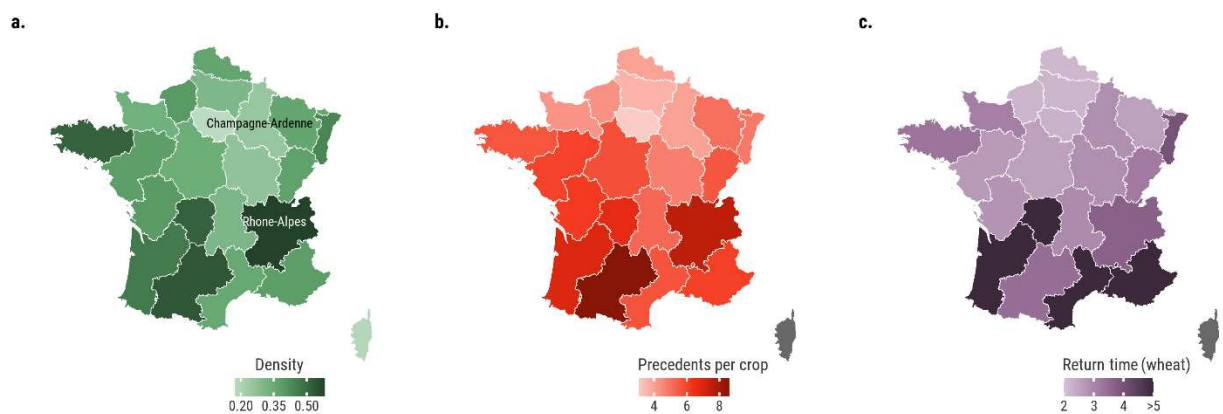 a.
Champagne-Ardenne
Rhone-Alpes
Density
0.20 0.35 0.50
b.
Precedents per crop
4 6 8
c.
Return time (wheat)
2 3 4 >5